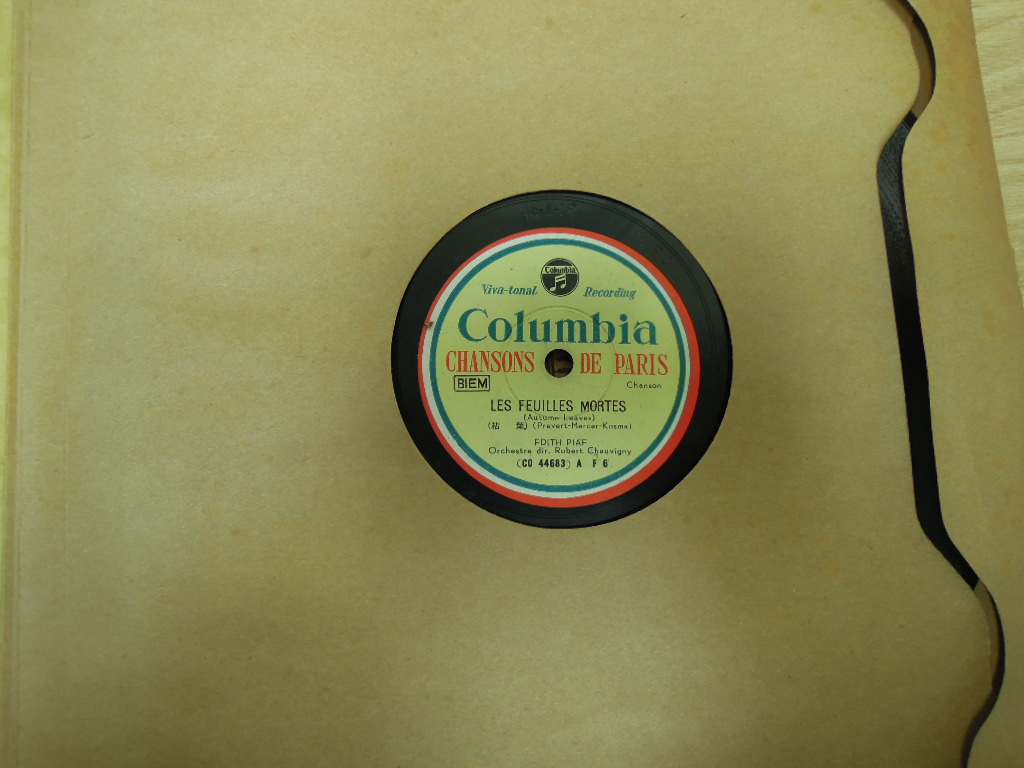 Columbia
Viva-tonal Recording
Columbia
CHANSONS DE PARIS
BIEM
Chanson
LES FEUILLES MORTES
(Autumn Leaves)
(枯 葉) (Prevert-Mercer-Kosma)
EDITH PIAF
Orchestre dir. Robert Chauvigny
(CO 44683) A F 6